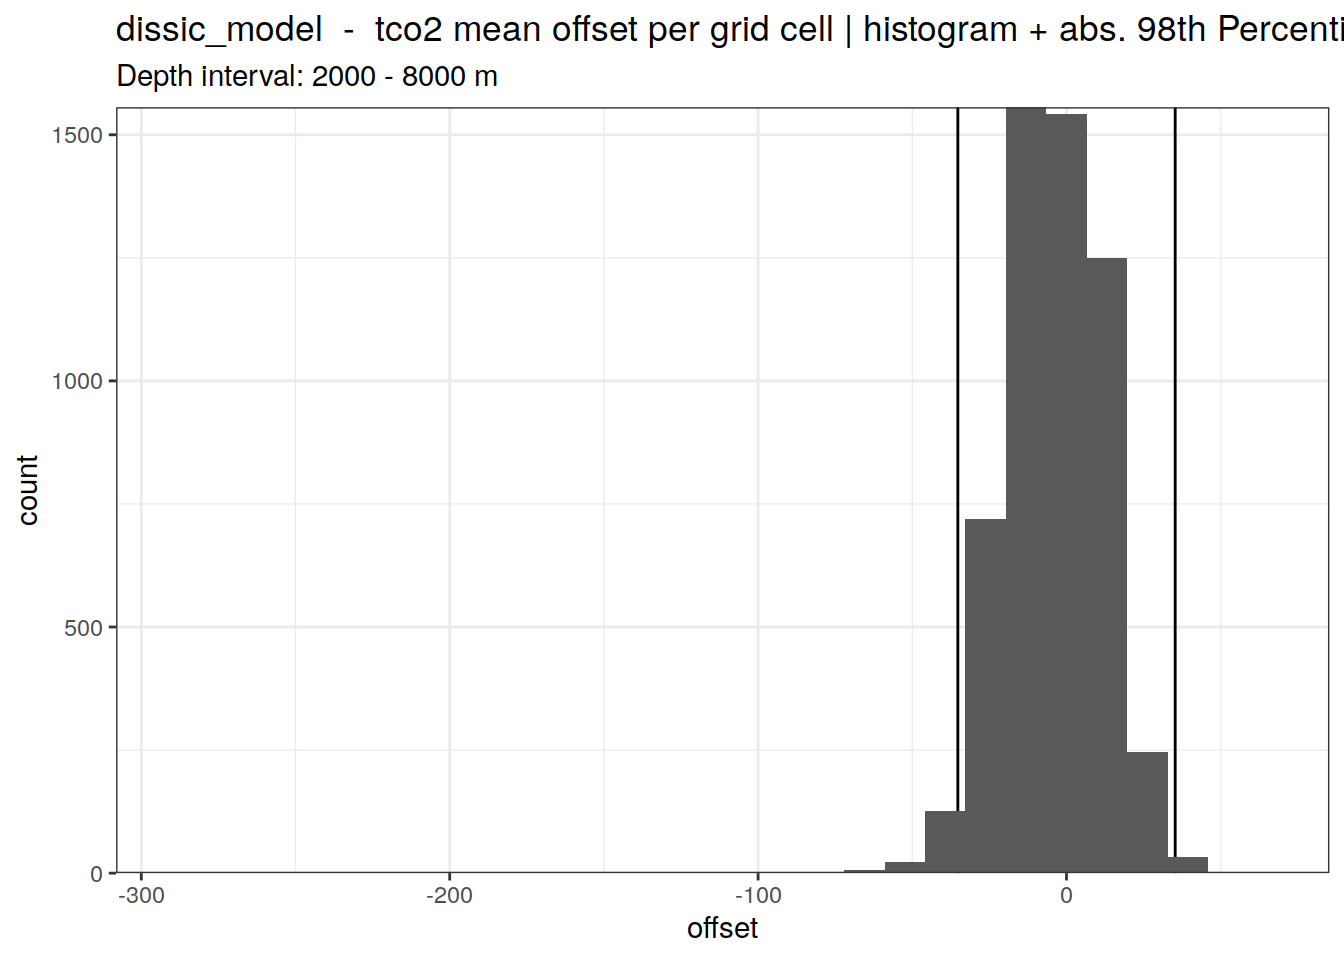 dissic_model - tco2 mean offset per grid cell | histogram + abs. 98th Percenti
Depth interval: 2000 - 8000 m
1500
1000
500
0
count
-300 -200 -100 0
offset